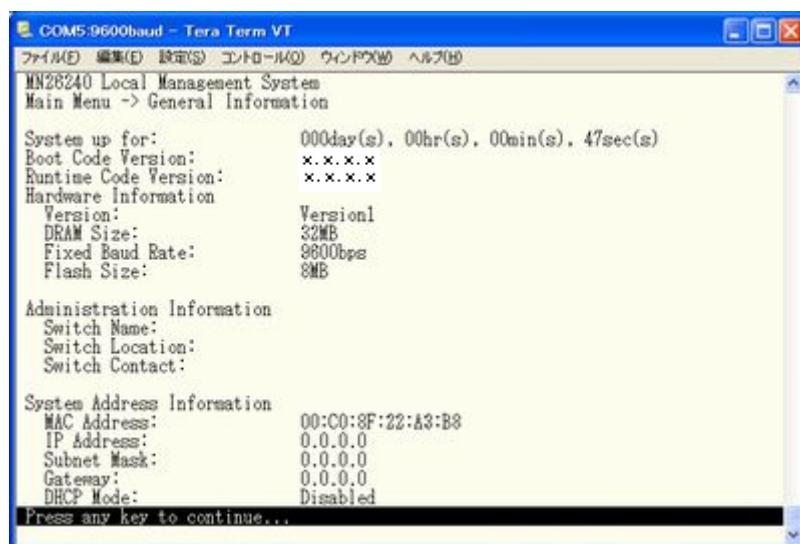 COM5:9600baud - Tera Term VT
ファイル(F) 編集(E) 設定(S) コントロール(O) ウィンドウ(W) ヘルプ(H)
MN26240 Local Management System
Main Menu -> General Information
System up for: 000day(s), 00hr(s), 00min(s), 47sec(s)
Boot Code Version: x.x.x.x
Runtime Code Version: x.x.x.x
Hardware Information
Version: Version1
DRAM Size: 32MB
Fixed Baud Rate: 9600bps
Flash Size: 8MB
Administration Information
Switch Name:
Switch Location:
Switch Contact:
System Address Information
MAC Address: 00:C0:8F:22:A3:B8
IP Address: 0.0.0.0
Subnet Mask: 0.0.0.0
Gateway: 0.0.0.0
DHCP Mode: Disabled
Press any key to continue...